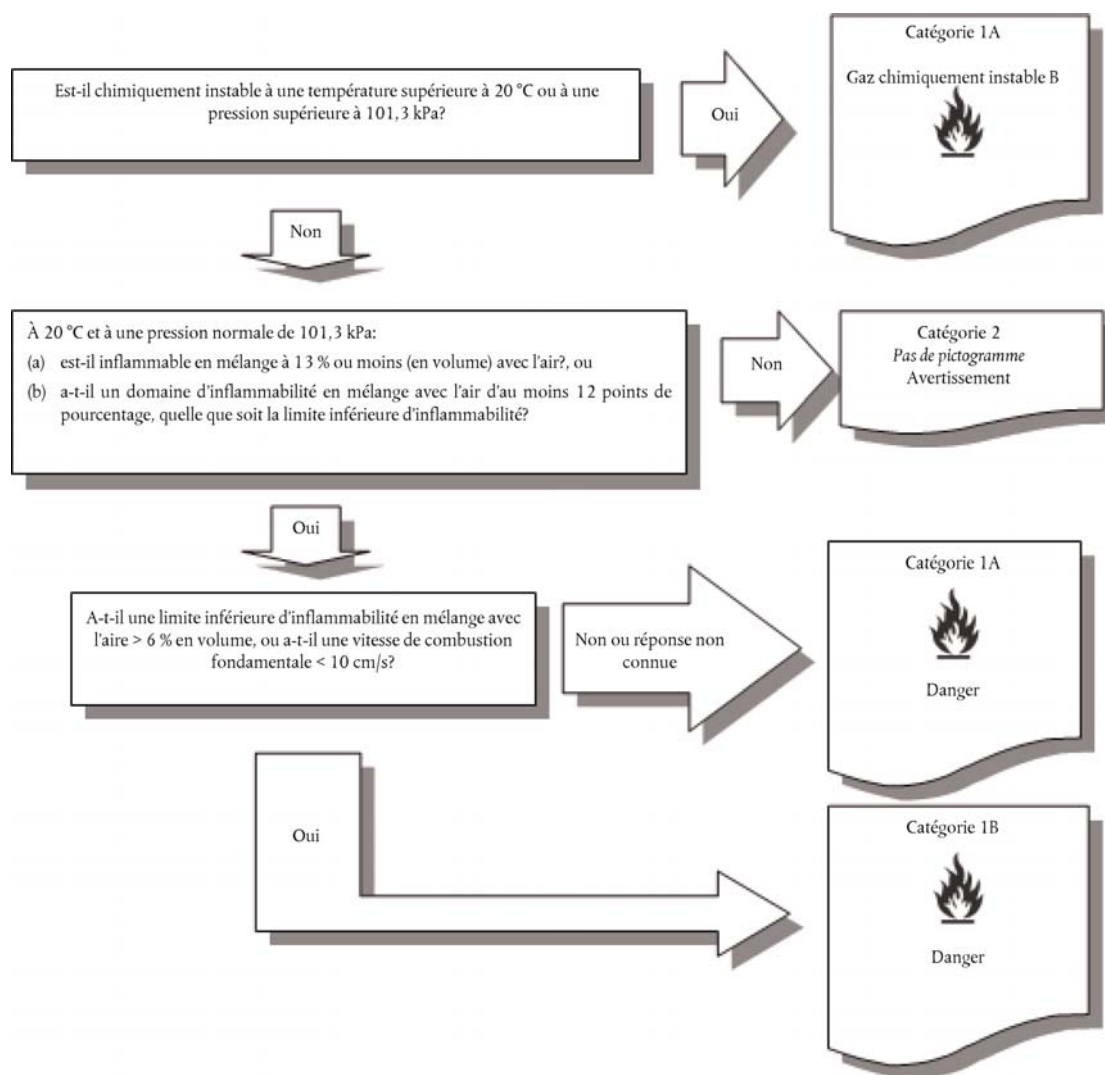 Est-il chimiquement instable à une température supérieure à 20 °C ou à une
pression supérieure à 101,3 kPa?
Oui
Catégorie 1A
Gaz chimiquement instable B
Non
À 20 °C et à une pression normale de 101,3 kPa:
(a) est-il inflammable en mélange à 13 % ou moins (en volume) avec l'air?, ou
(b) a-t-il un domaine d'inflammabilité en mélange avec l'air d'au moins 12 points de
pourcentage, quelle que soit la limite inférieure d'inflammabilité?
Non
Catégorie 2
Pas de pictogramme
Avertissement
Oui
A-t-il une limite inférieure d'inflammabilité en mélange avec
l'aire > 6 % en volume, ou a-t-il une vitesse de combustion
fondamentale < 10 cm/s?
Non ou réponse non
connue
Catégorie 1A
Danger
Oui
Catégorie 1B
Danger